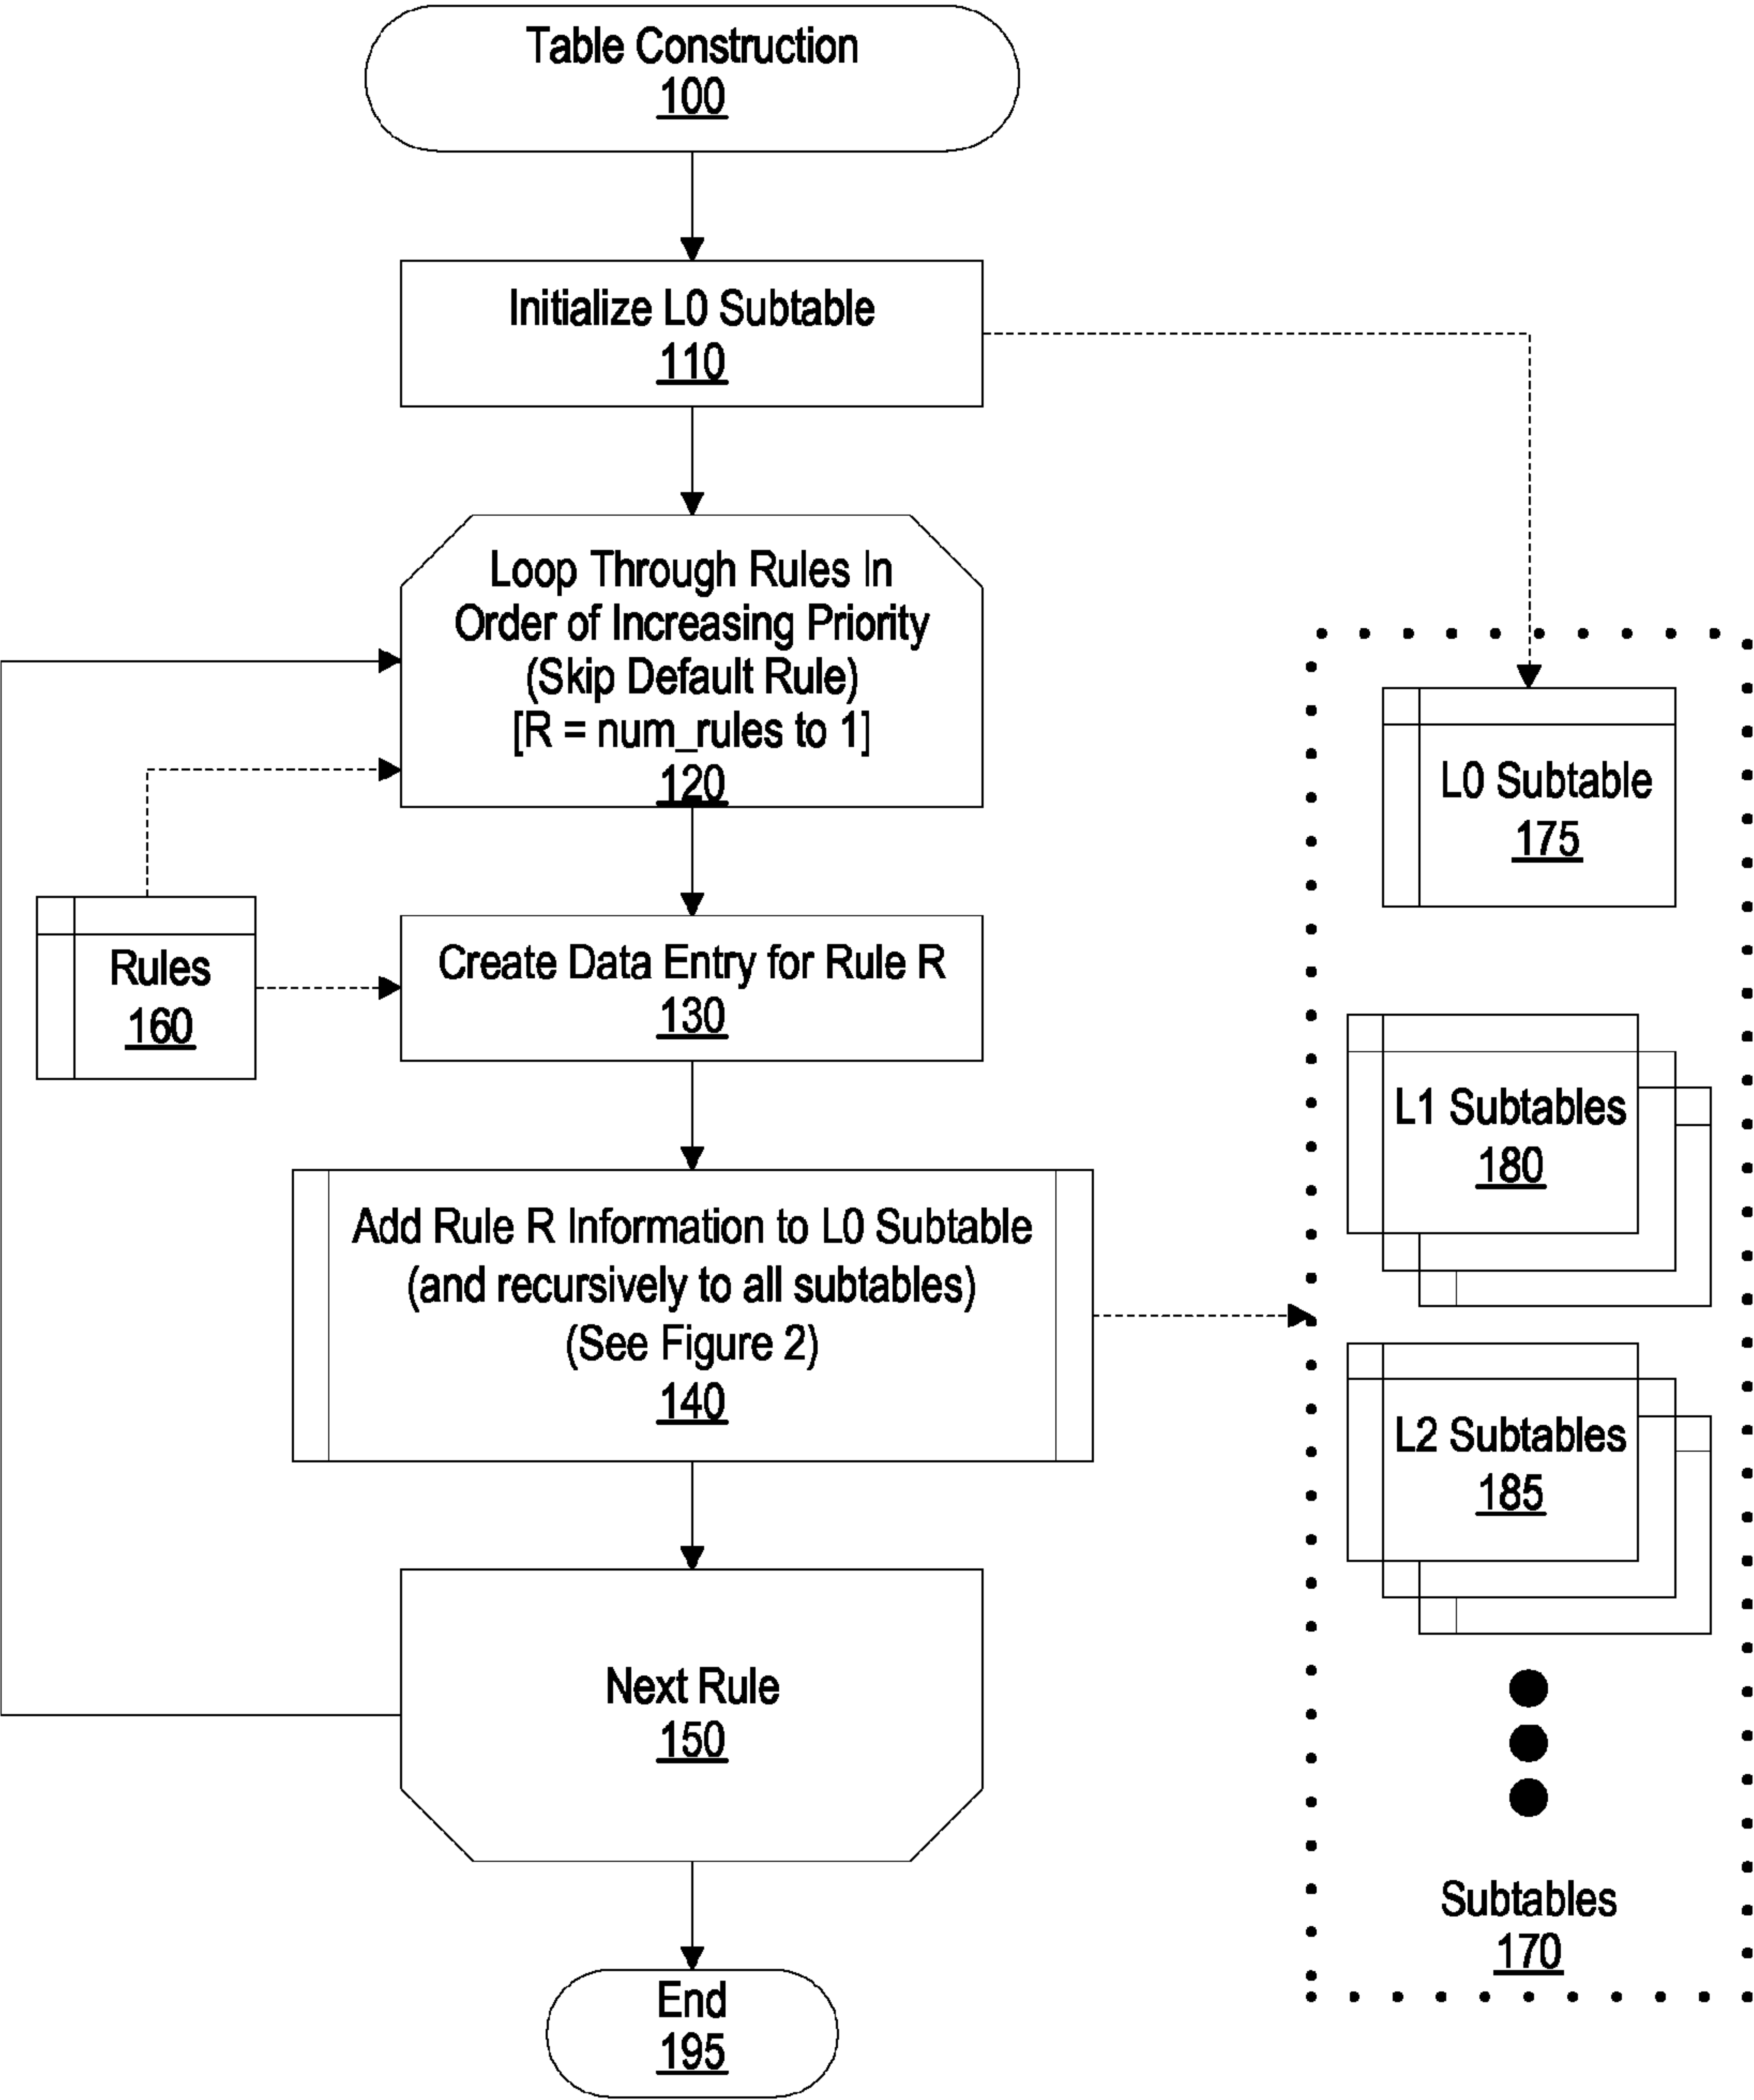 Table Construction
100
Initialize L0 Subtable
110
Loop Through Rules In
Order of Increasing Priority
(Skip Default Rule)
[R = num_rules to 1]
120
Rules
160
Create Data Entry for Rule R
130
Add Rule R Information to L0 Subtable
(and recursively to all subtables)
(See Figure 2)
140
Next Rule
150
End
195
L0 Subtable
175
L1 Subtables
180
L2 Subtables
185
Subtables
170